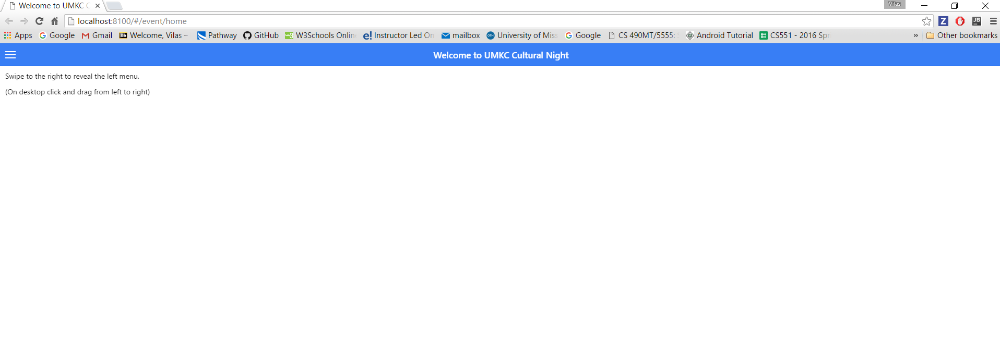 Welcome to UMKC C
Vilas
localhost:8100/#/event/home
Z JB
Apps G Google Gmail Bb Welcome, Vilas – Pathway GitHub W3Schools Onlin e! Instructor Led On mailbox OTH University of Miss G Google CS 490MT/5555: S Android Tutorial CS551 - 2016 Spr » Other bookmarks
Welcome to UMKC Cultural Night
Swipe to the right to reveal the left menu.
(On desktop click and drag from left to right)